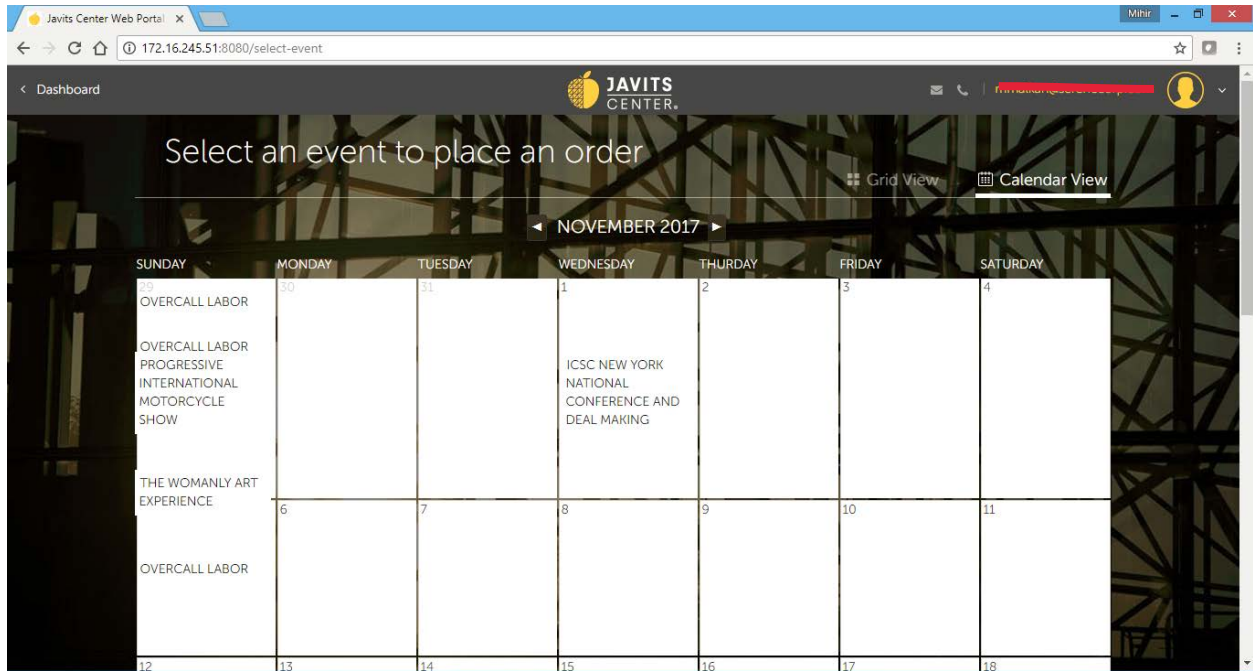 Javits Center Web Portal
Mihir
172.16.245.51:8080/select-event
Dashboard
JAVITS
CENTER.
Select an event to place an order
Grid View
Calendar View
NOVEMBER 2017
SUNDAY MONDAY TUESDAY WEDNESDAY THURDAY FRIDAY SATURDAY
29 30 31 1 2 3 4
OVERCALL LABOR
OVERCALL LABOR
PROGRESSIVE
INTERNATIONAL
MOTORCYCLE
SHOW
ICSC NEW YORK
NATIONAL
CONFERENCE AND
DEAL MAKING
THE WOMANLY ART
EXPERIENCE
6 7 8 9 10 11
OVERCALL LABOR
12 13 14 15 16 17 18